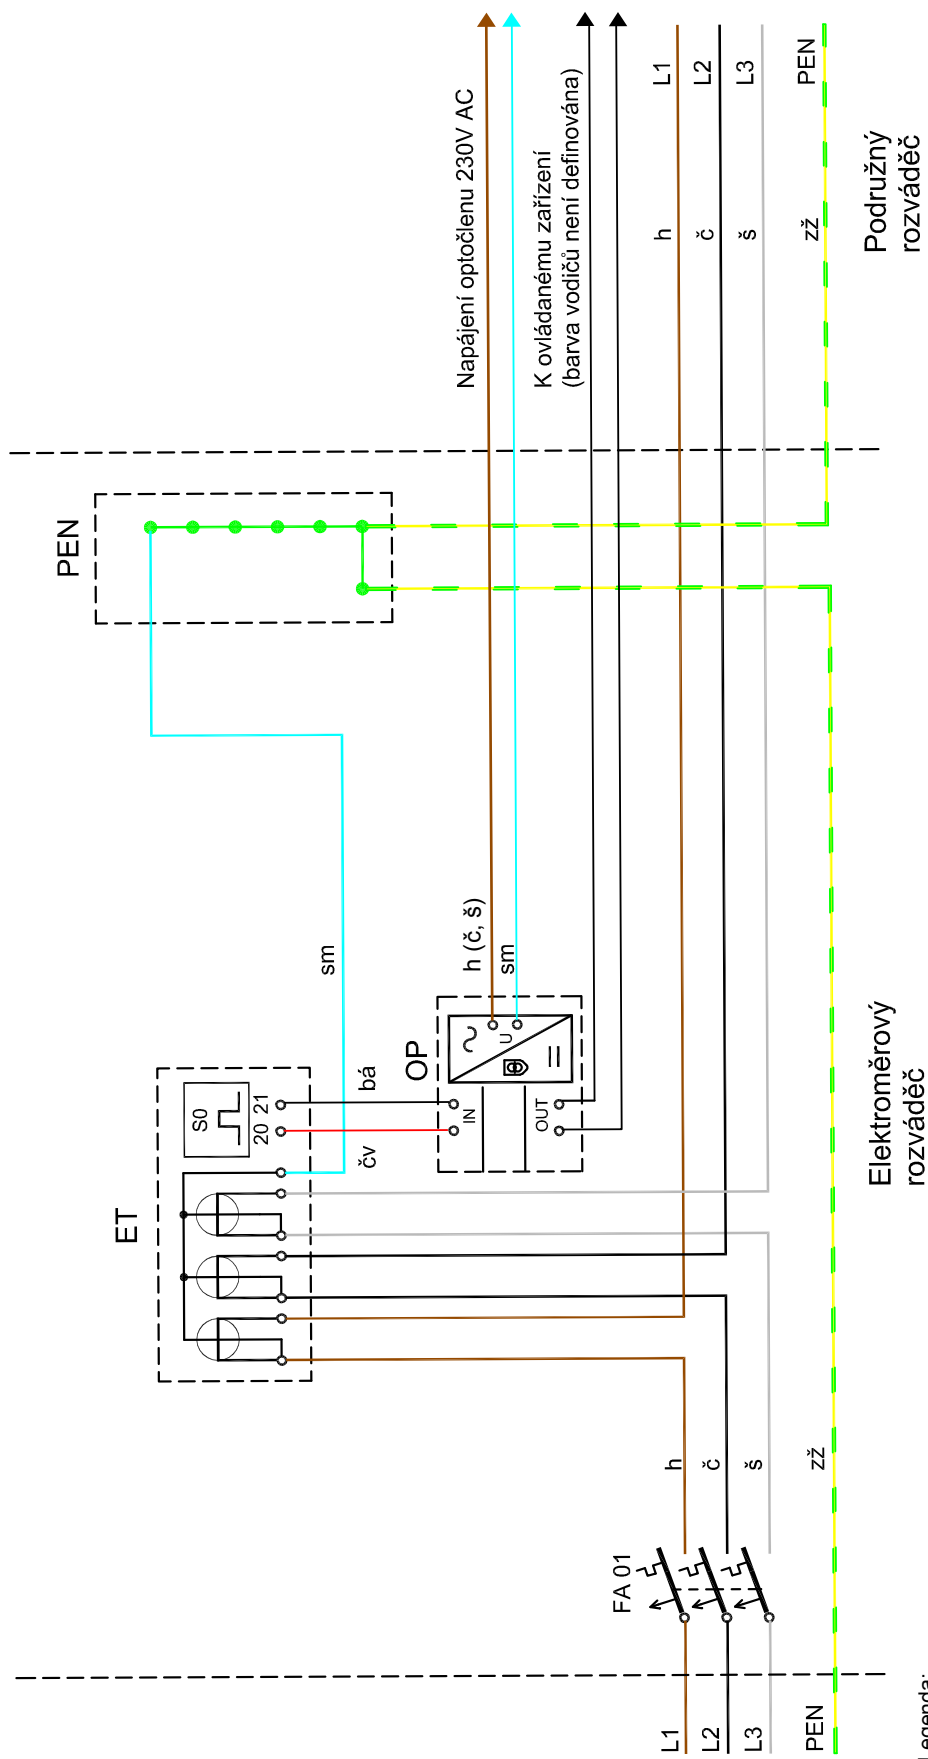 Napájení optočlenu 230V AC
K ovládanému zařízení
(barva vodičů není definována)
L1
L2
L3
PEN
h
č
š
zž
Podružný
rozváděč
PEN
sm
h (č, š)
sm
OP
U
IN
OUT
bá
čv
S0
20 21
ET
Elektroměrový
rozváděč
h
č
š
zž
FA 01
L1
L2
L3
PEN
Legenda: